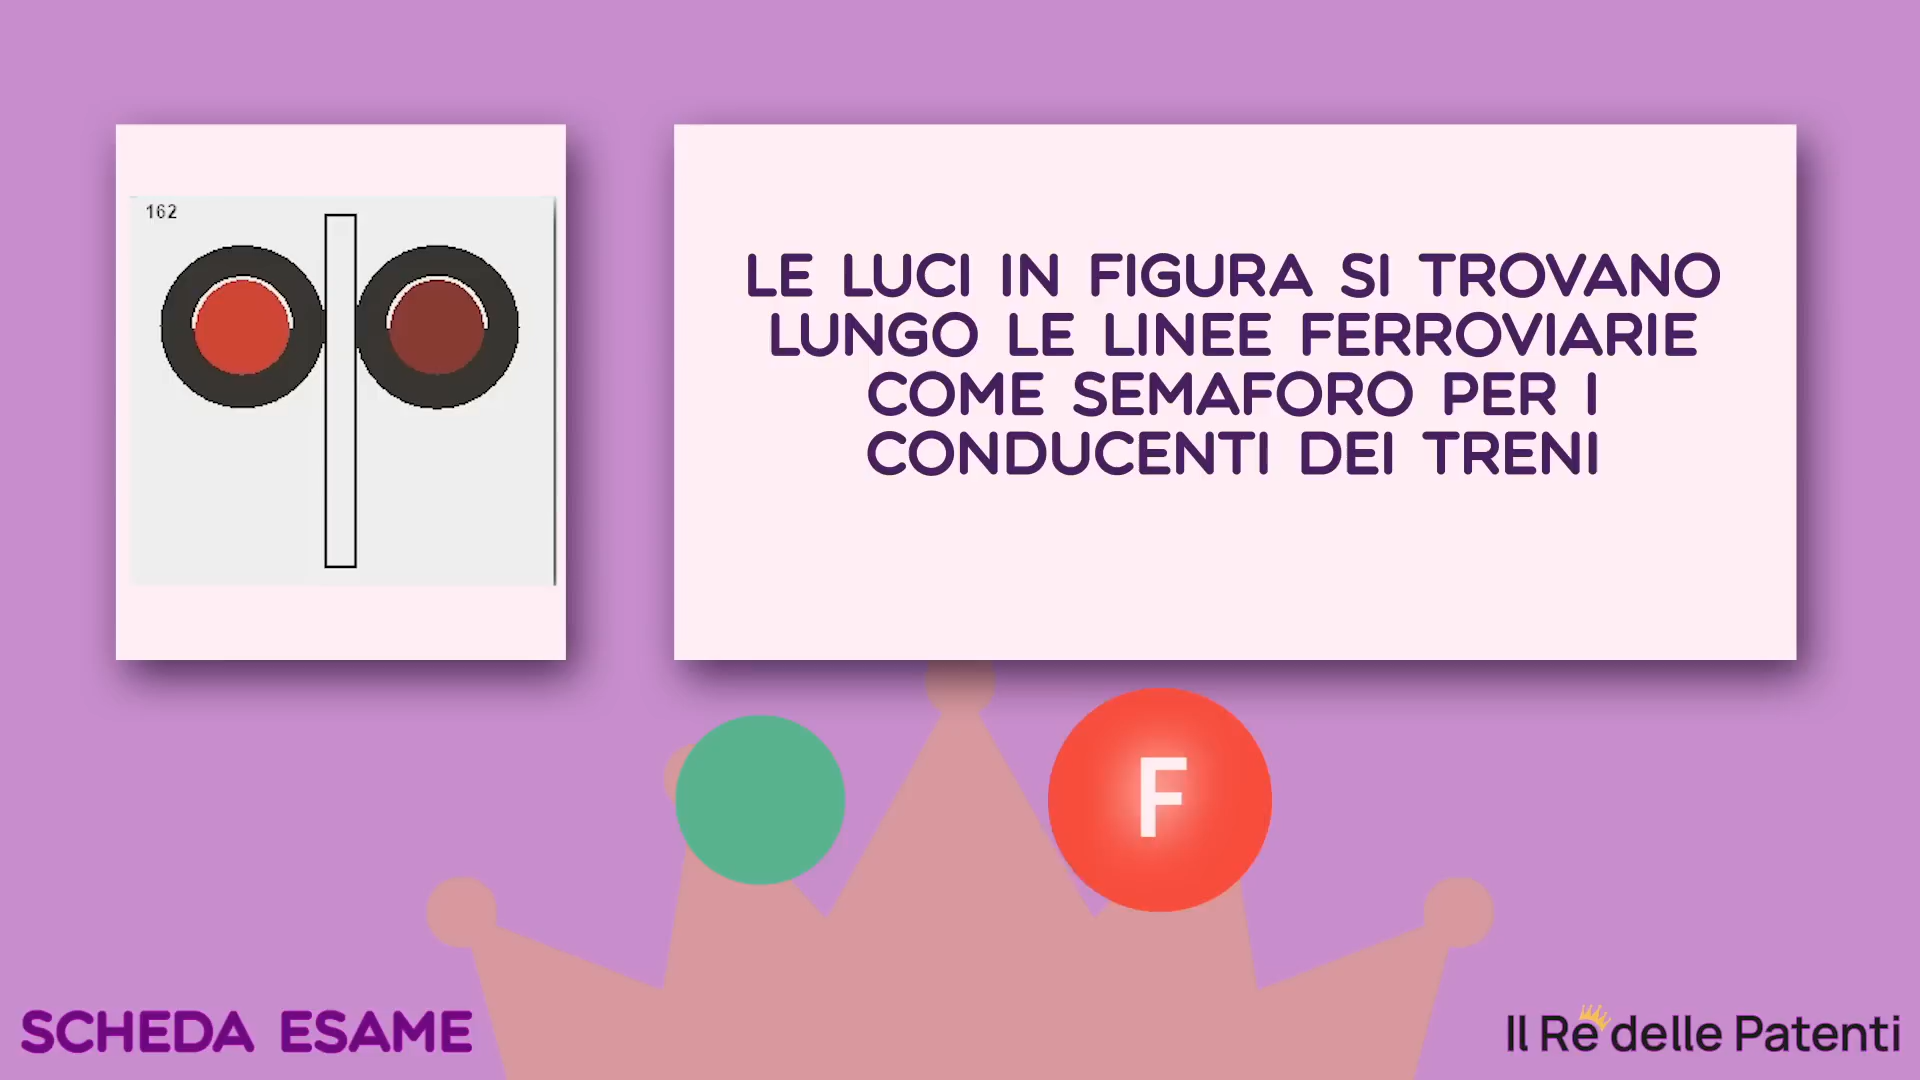 162
LE LUCI IN FIGURA SI TROVANO
LUNGO LE LINEE FERROVIARIE
COME SEMAFORO PER I
CONDUCENTI DEI TRENI
F
SCHEDA ESAME
Il Re delle Patenti